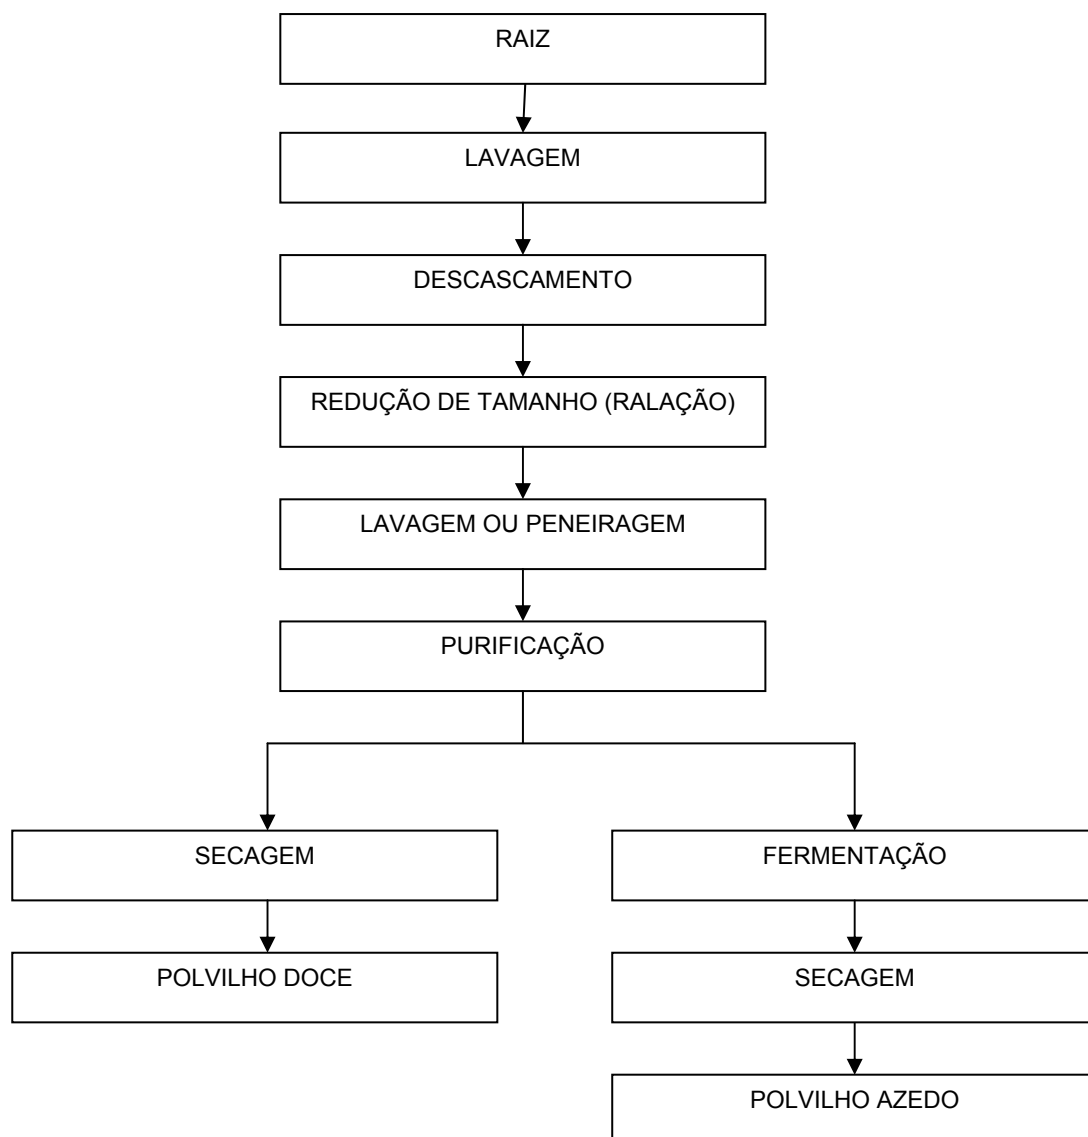 RAIZ
LAVAGEM
DESCASCAMENTO
REDUÇÃO DE TAMANHO (RALAÇÃO)
LAVAGEM OU PENEIRAGEM
PURIFICAÇÃO
SECAGEM
FERMENTAÇÃO
POLVILHO DOCE
SECAGEM
POLVILHO AZEDO